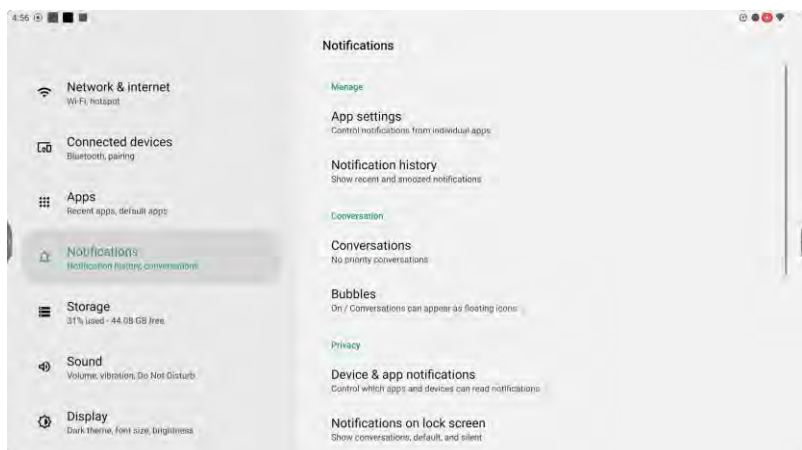 4:56
Notifications
Network & internet
Wi-Fi, hotspot
Connected devices
Bluetooth, pairing
Apps
Recent apps, default apps
Notifications
Notification history, conversations
Storage
31% used - 44.08 GB free
Sound
Volume, vibration, Do Not Disturb
Display
Dark theme, font size, brightness
Manage
App settings
Control notifications from individual apps
Notification history
Show recent and snoozed notifications
Conversation
Conversations
No priority conversations
Bubbles
On / Conversations can appear as floating icons
Privacy
Device & app notifications
Control which apps and devices can read notifications
Notifications on lock screen
Show conversations, default, and silent